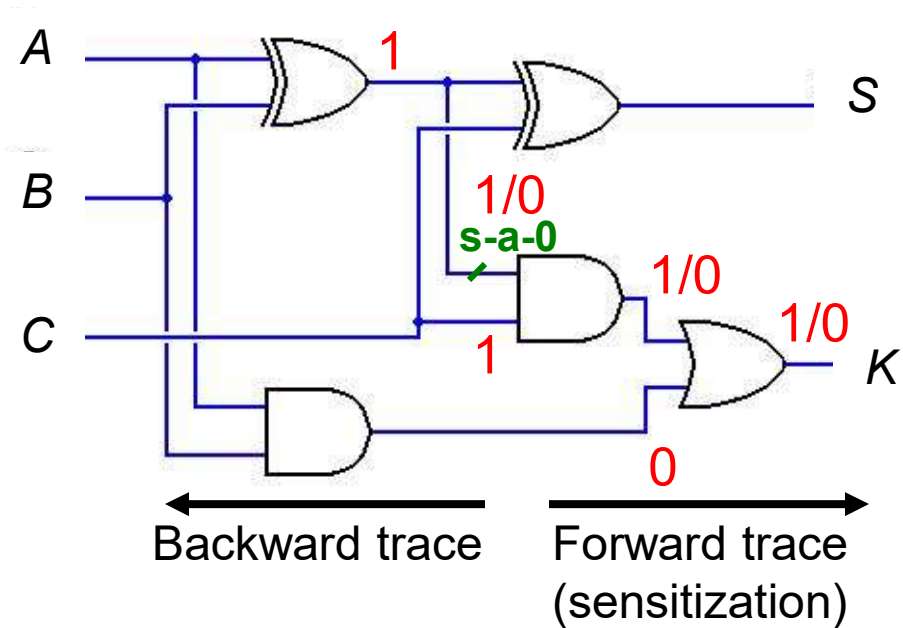 A
1
S
B
1/0
s-a-0
1/0
1/0
C
1
K
0
Backward trace
Forward trace
(sensitization)